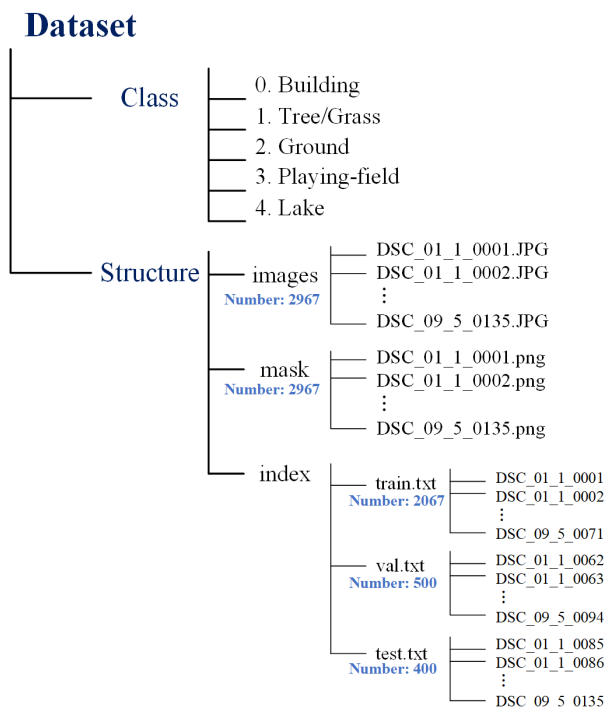 Dataset
Class
0. Building
1. Tree/Grass
2. Ground
3. Playing-field
4. Lake
Structure
images
Number: 2967
DSC_01_1_0001.JPG
DSC_01_1_0002.JPG
⋮
DSC_09_5_0135.JPG
mask
Number: 2967
DSC_01_1_0001.png
DSC_01_1_0002.png
⋮
DSC_09_5_0135.png
index
train.txt
Number: 2067
DSC_01_1_0001
DSC_01_1_0002
⋮
DSC_09_5_0071
val.txt
Number: 500
DSC_01_1_0062
DSC_01_1_0063
⋮
DSC_09_5_0094
test.txt
Number: 400
DSC_01_1_0085
DSC_01_1_0086
⋮
DSC_09_5_0135